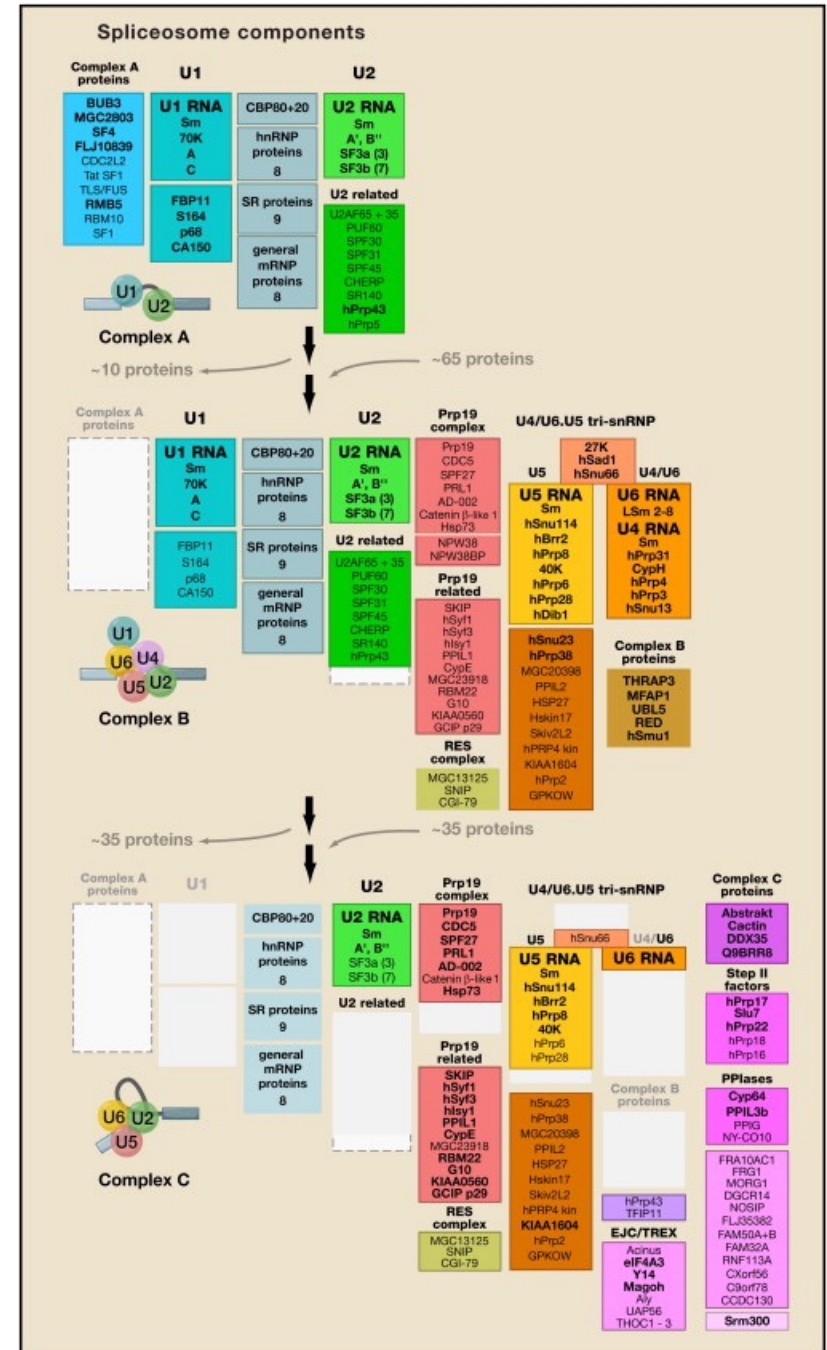 Spliceosome components
Complex A
proteins
BUB3
MGC2803
SF4
FLJ10839
CDC2L2
Tat SF1
TLS/FUS
RMB5
RBM10
SF1
U1
U1 RNA
Sm
70K
A
C
FBP11
S164
p68
CA150
CBP80+20
hnRNP
proteins
8
SR proteins
9
general
mRNP
proteins
8
U2
U2 RNA
Sm
A', B"
SF3a (3)
SF3b (7)
U2 related
U2AF65 + 35
PUF60
SPF30
SPF31
SPF45
CHERP
SR140
hPrp43
hPrp5
U1
U2
Complex A
~10 proteins
~65 proteins
Complex A
proteins
U1
U1 RNA
Sm
70K
A
C
FBP11
S164
p68
CA150
CBP80+20
hnRNP
proteins
8
SR proteins
9
general
mRNP
proteins
8
U2
U2 RNA
Sm
A', B"
SF3a (3)
SF3b (7)
U2 related
U2AF65 + 35
PUF60
SPF30
SPF31
SPF45
CHERP
SR140
hPrp43
Prp19
complex
Prp19
CDC5
SPF27
PRL1
AD-002
Catenin β-like 1
Hsp73
NPW38
NPW38BP
Prp19
related
SKIP
hSyf1
hSyf3
hIsy1
PPIL1
CypE
MGC23918
RBM22
G10
KIAA0560
GCIP p29
RES
complex
MGC13125
SNIP
CGI-79
U4/U6.U5 tri-snRNP
27K
hSad1
hSnu66
U5
U5 RNA
Sm
hSnu114
hBrr2
hPrp8
40K
hPrp6
hPrp28
hDib1
hSnu23
hPrp38
MGC20398
PPIL2
HSP27
Hskin17
Skiv2L2
hPRP4 kin
KIAA1604
hPrp2
GPKOW
U4/U6
U6 RNA
LSm 2-8
U4 RNA
Sm
hPrp31
CypH
hPrp4
hPrp3
hSnu13
Complex B
proteins
THRAP3
MFAP1
UBL5
RED
hSmu1
U1
U6
U4
U5
U2
Complex B
~35 proteins
~35 proteins
Complex A
proteins
U1
CBP80+20
hnRNP
proteins
8
SR proteins
9
general
mRNP
proteins
8
U2
U2 RNA
Sm
A', B"
SF3a (3)
SF3b (7)
U2 related
Prp19
complex
Prp19
CDC5
SPF27
PRL1
AD-002
Catenin β-like 1
Hsp73
Prp19
related
SKIP
hSyf1
hSyf3
hIsy1
PPIL1
CypE
MGC23918
RBM22
G10
KIAA0560
GCIP p29
RES
complex
MGC13125
SNIP
CGI-79
U4/U6.U5 tri-snRNP
hSnu66
U5
U5 RNA
Sm
hSnu114
hBrr2
hPrp8
40K
hPrp6
hPrp28
hSnu23
hPrp38
MGC20398
PPIL2
HSP27
Hskin17
Skiv2L2
hPRP4 kin
KIAA1604
hPrp2
GPKOW
U4/U6
U6 RNA
Complex B
proteins
hPrp43
TFIP11
EJC/TREX
Acinus
eIF4A3
Y14
Magoh
Aly
UAP56
THOC1 - 3
Complex C
proteins
Abstrakt
Cactin
DDX35
Q9BRR8
Step II
factors
hPrp17
Slu7
hPrp22
hPrp18
hPrp16
PPIases
Cyp64
PPIL3b
PPIG
NY-CO10
FRA10AC1
FRG1
MORG1
DGCR14
NOSIP
FLJ35382
FAM50A+B
FAM32A
RNF113A
CXorf56
C9orf78
CCDC130
Srm300
U6
U2
U5
Complex C